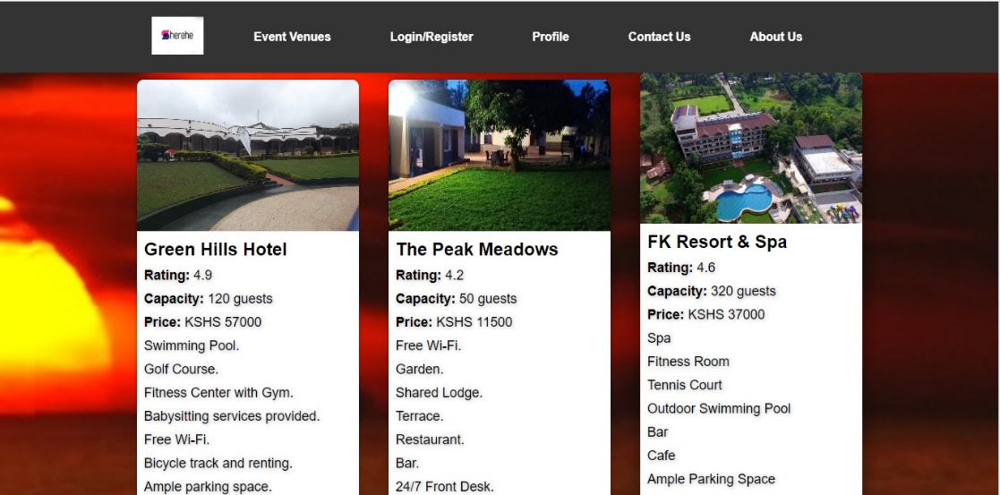 Sherehe
Event Venues
Login/Register
Profile
Contact Us
About Us
Green Hills Hotel
Rating: 4.9
Capacity: 120 guests
Price: KSHS 57000
Swimming Pool.
Golf Course.
Fitness Center with Gym.
Babysitting services provided.
Free Wi-Fi.
Bicycle track and renting.
Ample parking space.
The Peak Meadows
Rating: 4.2
Capacity: 50 guests
Price: KSHS 11500
Free Wi-Fi.
Garden.
Shared Lodge.
Terrace.
Restaurant.
Bar.
24/7 Front Desk.
FK Resort & Spa
Rating: 4.6
Capacity: 320 guests
Price: KSHS 37000
Spa
Fitness Room
Tennis Court
Outdoor Swimming Pool
Bar
Cafe
Ample Parking Space